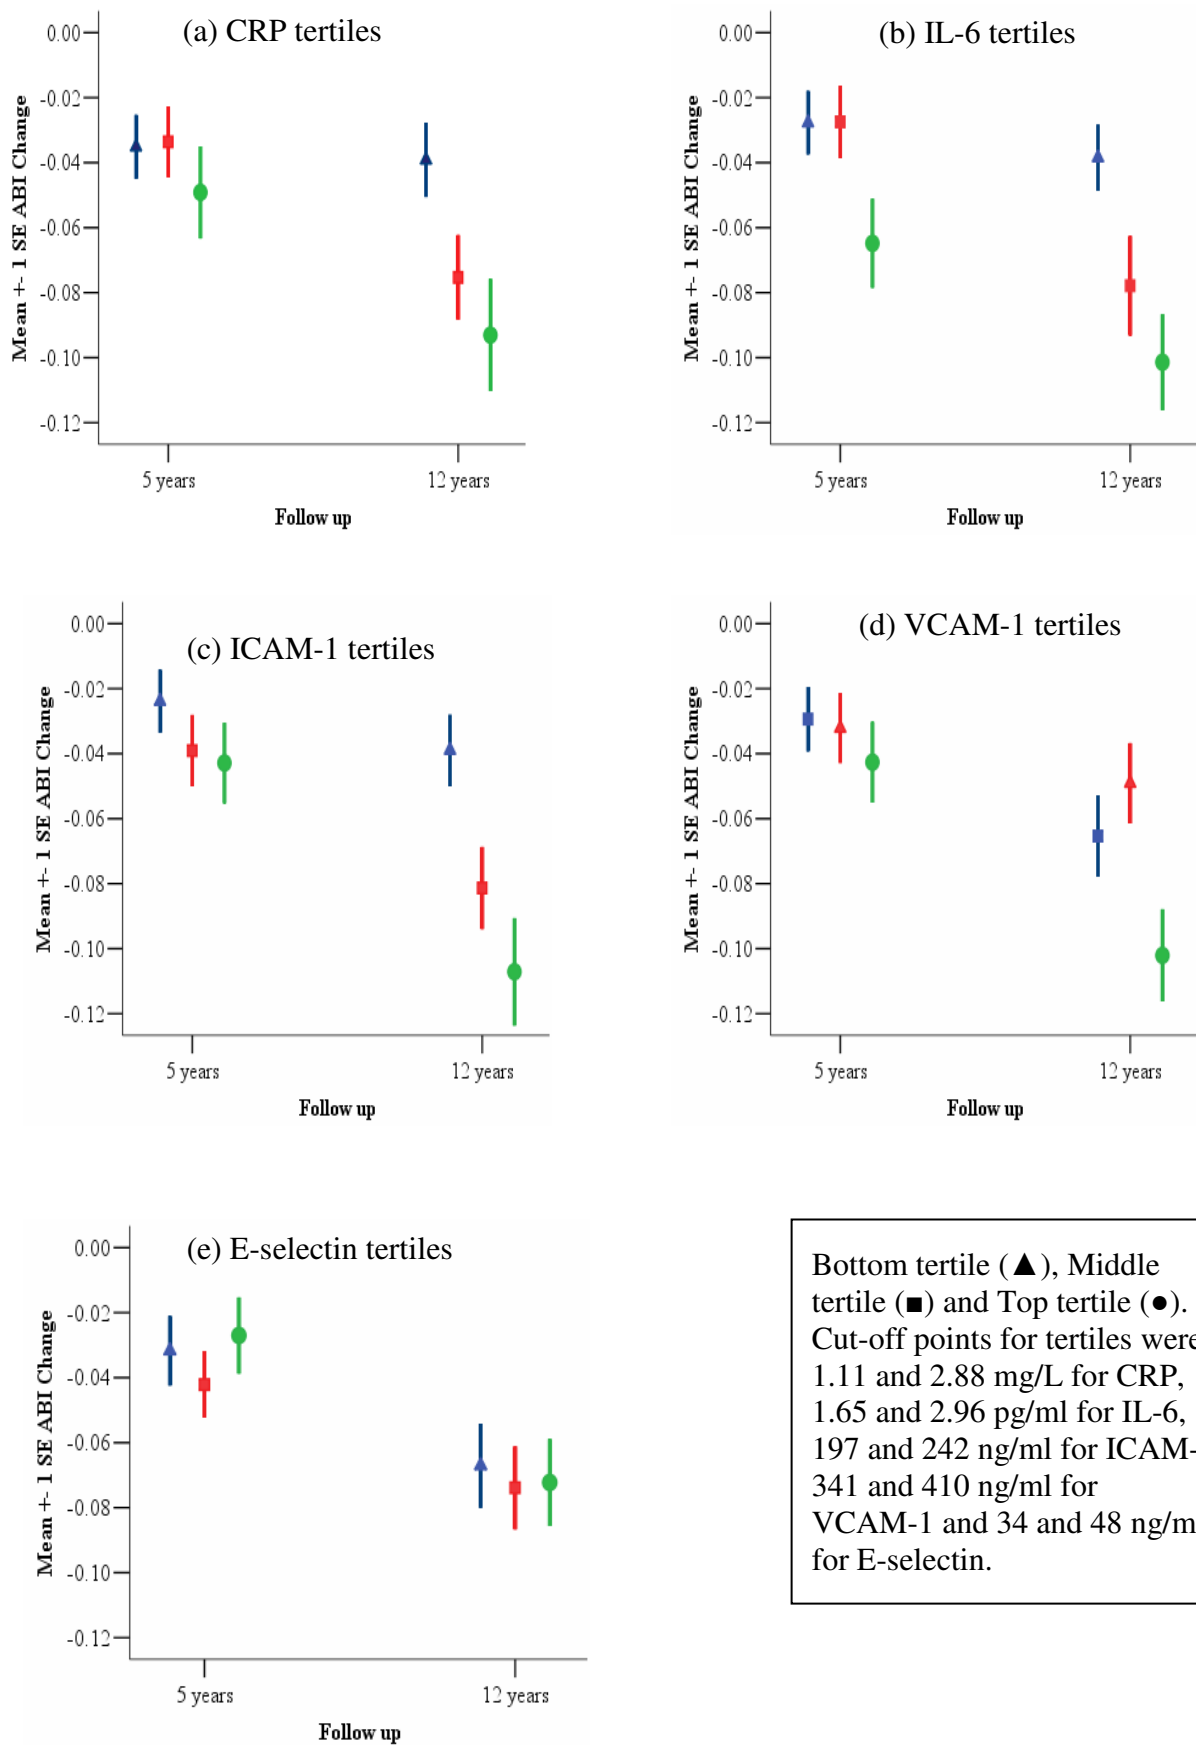 (a) CRP tertiles
0.00
-0.02
-0.04
-0.06
-0.08
-0.10
-0.12
Mean +- 1 SE ABI Change
5 years
12 years
Follow up
(b) IL-6 tertiles
0.00
-0.02
-0.04
-0.06
-0.08
-0.10
-0.12
Mean +- 1 SE ABI Change
5 years
12 years
Follow up
(c) ICAM-1 tertiles
0.00
-0.02
-0.04
-0.06
-0.08
-0.10
-0.12
Mean +- 1 SE ABI Change
5 years
12 years
Follow up
(d) VCAM-1 tertiles
0.00
-0.02
-0.04
-0.06
-0.08
-0.10
-0.12
Mean +- 1 SE ABI Change
5 years
12 years
Follow up
(e) E-selectin tertiles
0.00
-0.02
-0.04
-0.06
-0.08
-0.10
-0.12
Mean +- 1 SE ABI Change
5 years
12 years
Follow up
Bottom tertile (▲), Middle
tertile (■) and Top tertile (●).
Cut-off points for tertiles were
1.11 and 2.88 mg/L for CRP,
1.65 and 2.96 pg/ml for IL-6,
197 and 242 ng/ml for ICAM-
341 and 410 ng/ml for
VCAM-1 and 34 and 48 ng/m
for E-selectin.